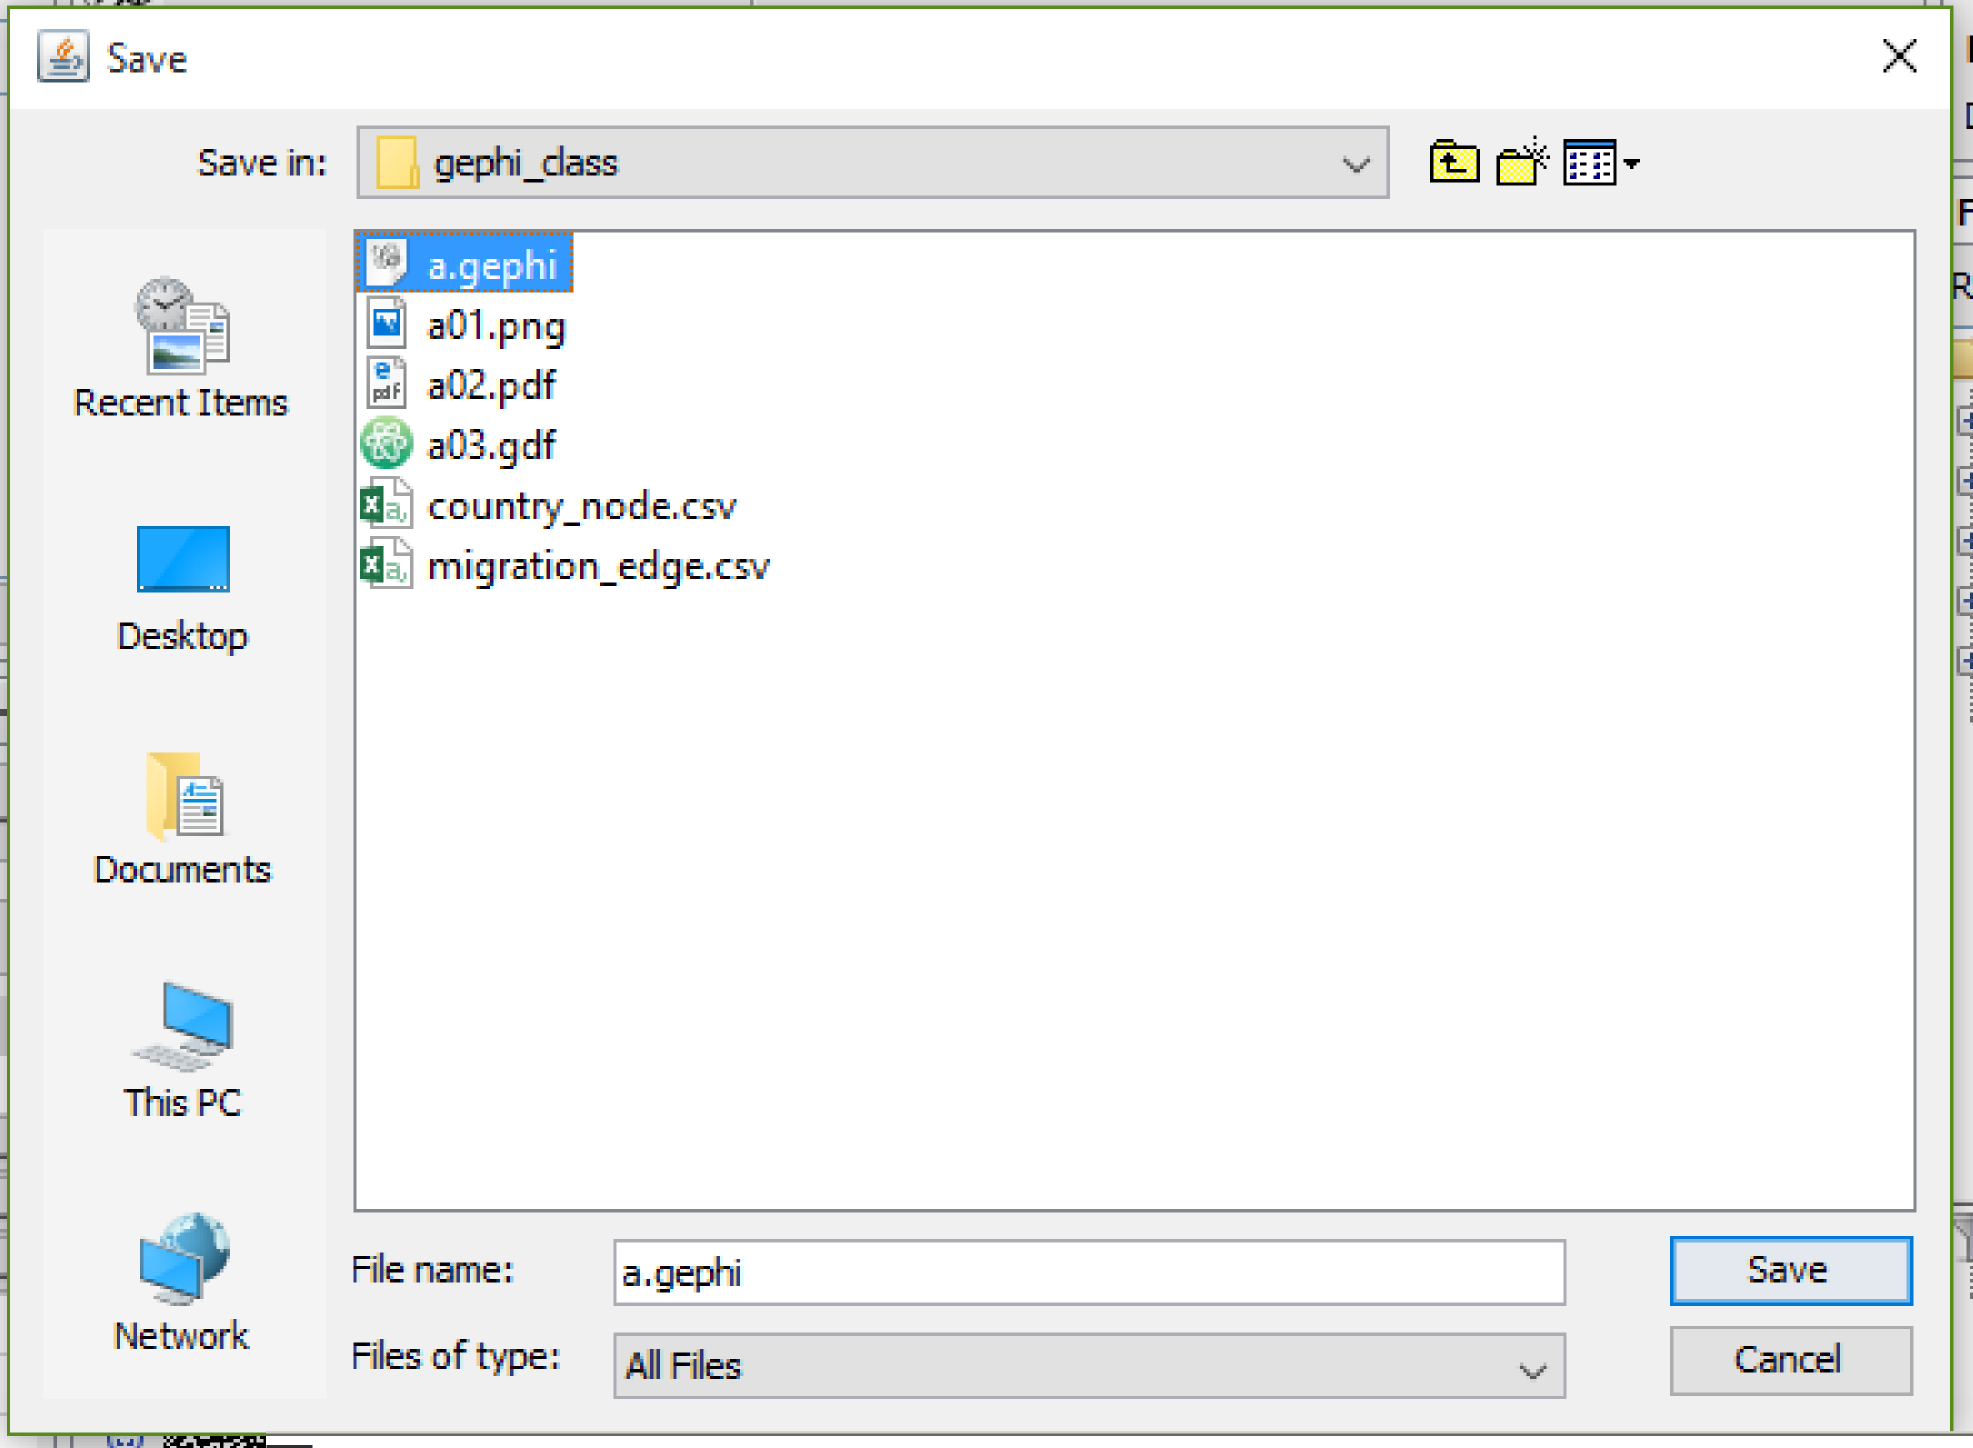 Save
Save in: gephi_class
Recent Items
Desktop
Documents
This PC
Network
a.gephi
a01.png
a02.pdf
a03.gdf
country_node.csv
migration_edge.csv
File name: a.gephi
Save
Files of type: All Files
Cancel